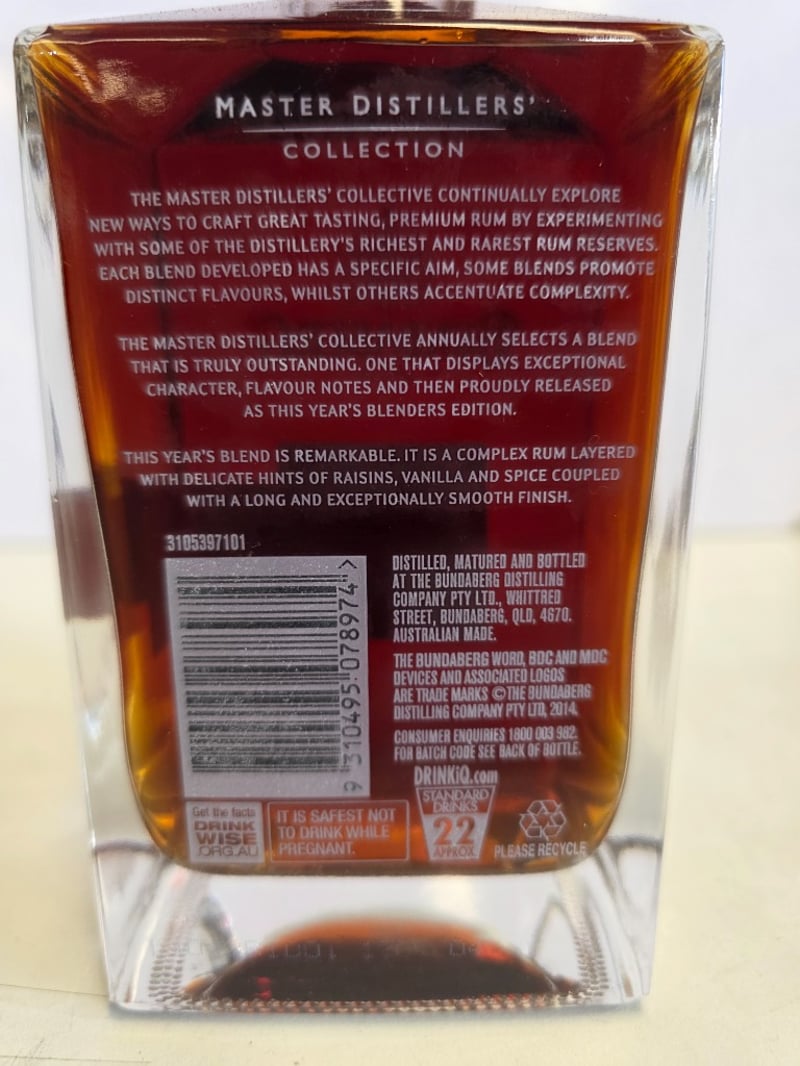 MASTER DISTILLERS'
COLLECTION
THE MASTER DISTILLERS' COLLECTIVE CONTINUALLY EXPLORE
NEW WAYS TO CRAFT GREAT TASTING, PREMIUM RUM BY EXPERIMENTING
WITH SOME OF THE DISTILLERY'S RICHEST AND RAREST RUM RESERVES.
EACH BLEND DEVELOPED HAS A SPECIFIC AIM, SOME BLENDS PROMOTE
DISTINCT FLAVOURS, WHILST OTHERS ACCENTUATE COMPLEXITY.
THE MASTER DISTILLERS' COLLECTIVE ANNUALLY SELECTS A BLEND
THAT IS TRULY OUTSTANDING. ONE THAT DISPLAYS EXCEPTIONAL
CHARACTER, FLAVOUR NOTES AND THEN PROUDLY RELEASED
AS THIS YEAR'S BLENDERS EDITION.
THIS YEAR'S BLEND IS REMARKABLE. IT IS A COMPLEX RUM LAYERED
WITH DELICATE HINTS OF RAISINS, VANILLA AND SPICE COUPLED
WITH A LONG AND EXCEPTIONALLY SMOOTH FINISH.
3105397101
9 310495 078974 >
DISTILLED, MATURED AND BOTTLED
AT THE BUNDABERG DISTILLING
COMPANY PTY LTD., WHITTRED
STREET, BUNDABERG, QLD, 4670.
AUSTRALIAN MADE.
THE BUNDABERG WORD, BDC AND MDC
DEVICES AND ASSOCIATED LOGOS
ARE TRADE MARKS © THE BUNDABERG
DISTILLING COMPANY PTY LTD, 2014.
CONSUMER ENQUIRIES 1800 003 982.
FOR BATCH CODE SEE BACK OF BOTTLE.
DRINKiQ.com
Get the facts
DRINK
WISE
.ORG.AU
IT IS SAFEST NOT
TO DRINK WHILE
PREGNANT.
STANDARD
DRINKS
22
APPROX.
PLEASE RECYCLE